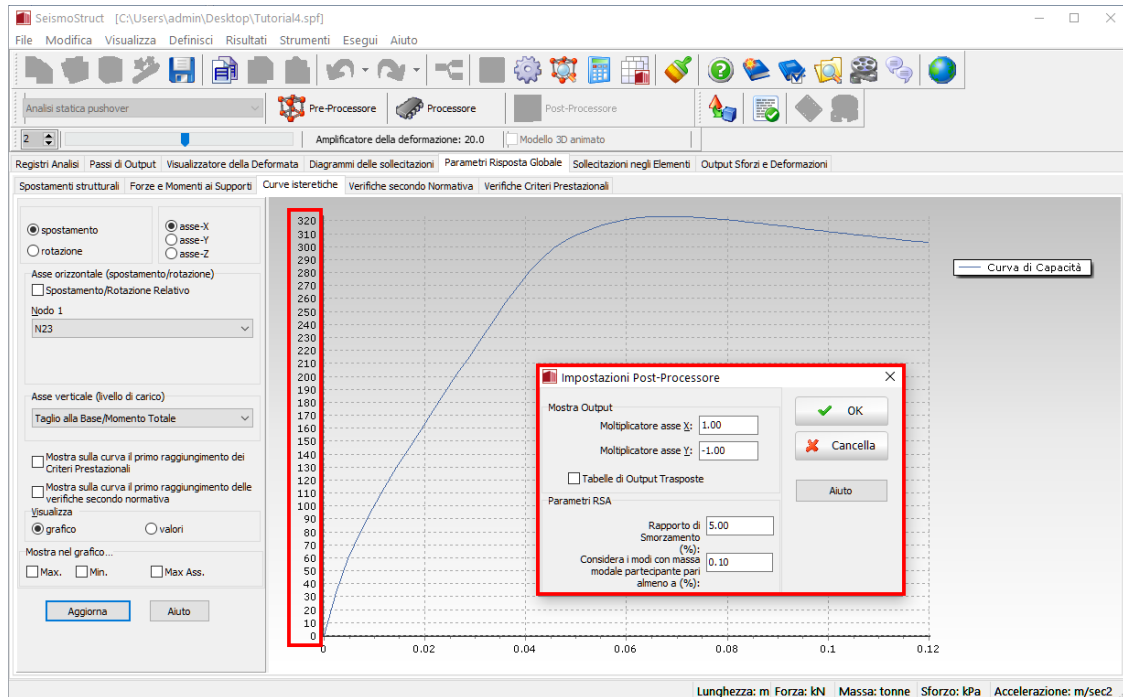 SeismoStruct [C:\Users\admin\Desktop\Tutorial4.spf]
File Modifica Visualizza Definisci Risultati Strumenti Esegui Aiuto
Analisi statica pushover
Pre-Processore
Processore
Post-Processore
2
Amplificatore della deformazione: 20.0
Modello 3D animato
Registri Analisi Passi di Output Visualizzatore della Deformata Diagrammi delle sollecitazioni Parametri Risposta Globale Sollecitazioni negli Elementi Output Sforzi e Deformazioni
Spostamenti strutturali Forze e Momenti ai Supporti Curve isteretiche Verifiche secondo Normativa Verifiche Criteri Prestazionali
spostamento
rotazione
asse-X
asse-Y
asse-Z
Asse orizzontale (spostamento/rotazione)
Spostamento/Rotazione Relativo
Nodo 1
N23
Asse verticale (livello di carico)
Taglio alla Base/Momento Totale
Mostra sulla curva il primo raggiungimento dei
Criteri Prestazionali
Mostra sulla curva il primo raggiungimento delle
verifiche secondo normativa
Visualizza
grafico
valori
Mostra nel grafico...
Max.
Min.
Max Ass.
Aggiorna
Aiuto
320
310
300
290
280
270
260
250
240
230
220
210
200
190
180
170
160
150
140
130
120
110
100
90
80
70
60
50
40
30
20
10
0
0 0.02 0.04 0.06 0.08 0.1 0.12
Curva di Capacità
Impostazioni Post-Processore
Mostra Output
Moltiplicatore asse X: 1.00
Moltiplicatore asse Y: -1.00
Tabelle di Output Trasposte
Parametri RSA
Rapporto di
Smorzamento
(%):
5.00
Considera i modi con massa
modale partecipante pari
almeno a (%):
0.10
OK
Cancella
Aiuto
Lunghezza: m Forza: kN Massa: tonne Sforzo: kPa Accelerazione: m/sec2